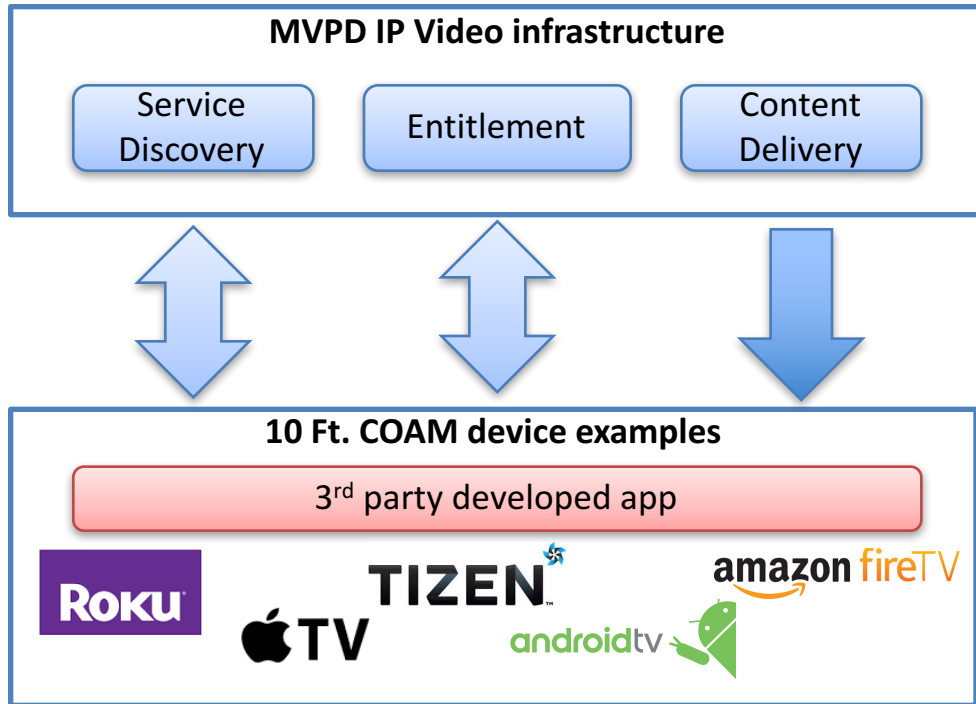 MVPD IP Video infrastructure
Service
Discovery
Entitlement
Content
Delivery
10 Ft. COAM device examples
3rd party developed app
ROKU
TV
TIZEN™
androidtv
amazon fireTV